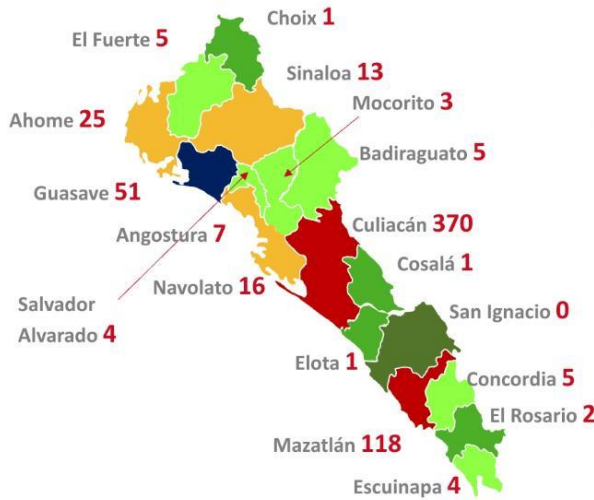 Choix 1
El Fuerte 5
Sinaloa 13
Mocorito 3
Ahome 25
Badiraguato 5
Guasave 51
Culiacán 370
Angostura 7
Cosalá 1
Navolato 16
Salvador
Alvarado 4
San Ignacio 0
Elota 1
Concordia 5
El Rosario 2
Mazatlán 118
Escuinapa 4